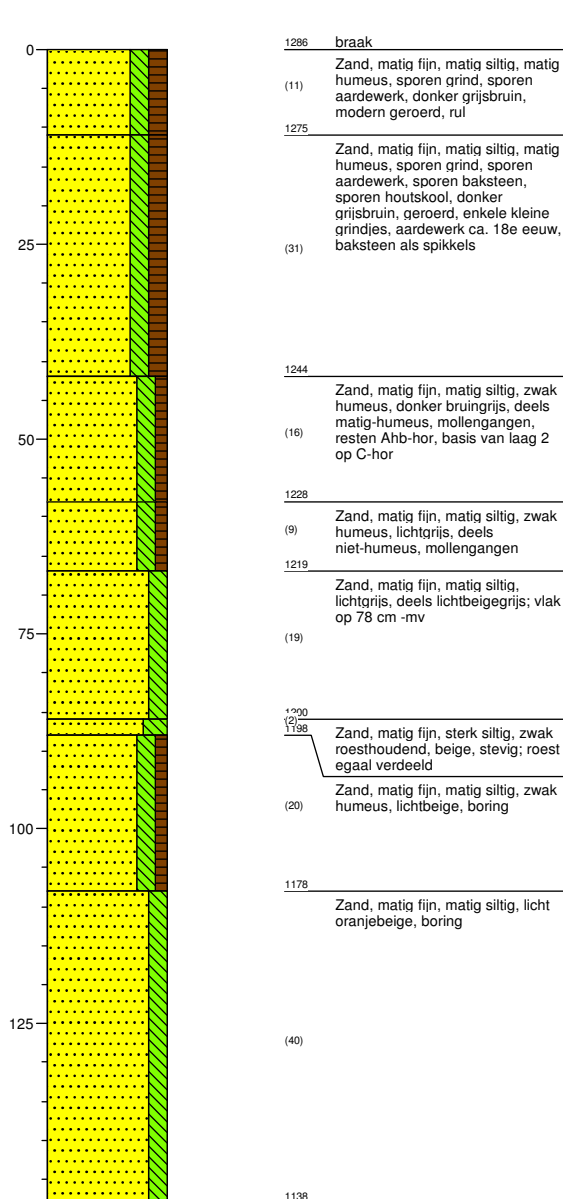 1286 braak
0
Zand, matig fijn, matig siltig, matig
humeus, sporen grind, sporen
(11)
aardewerk, donker grijsbruin,
modern geroerd, rul
1275
Zand, matig fijn, matig siltig, matig
humeus, sporen grind, sporen
aardewerk, sporen baksteen,
sporen houtskool, donker
grijsbruin, geroerd, enkele kleine
grindjes, aardewerk ca. 18e eeuw,
25
(31)
baksteen als spikkels
1244
Zand, matig fijn, matig siltig, zwak
humeus, donker bruingrijs, deels
matig-humeus, mollengangen,
50
(16)
resten Ahb-hor, basis van laag 2
op C-hor
1228
Zand, matig fijn, matig siltig, zwak
(9)
humeus, lichtgrijs, deels
niet-humeus, mollengangen
1219
Zand, matig fijn, matig siltig,
lichtgrijs, deels lichtbeigegrijs; vlak
op 78 cm -mv
75
(19)
1200
(2)
1198
Zand, matig fijn, sterk siltig, zwak
roesthoudend, beige, stevig; roest
egaal verdeeld
Zand, matig fijn, matig siltig, zwak
(20)
humeus, lichtbeige, boring
100
1178
Zand, matig fijn, matig siltig, licht
oranjebeige, boring
125
(40)
1138